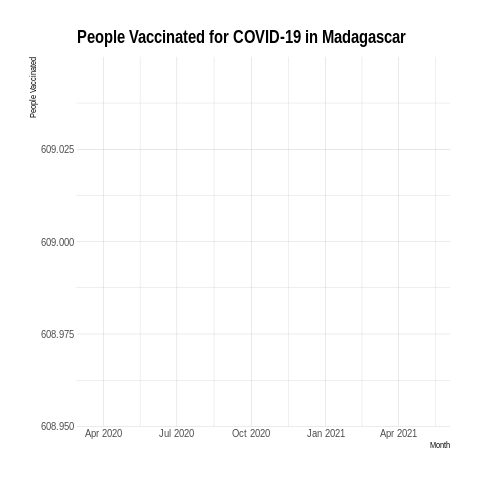 People Vaccinated for COVID-19 in Madagascar
People Vaccinated
609.025
609.000
608.975
608.950
Apr 2020 Jul 2020 Oct 2020 Jan 2021 Apr 2021
Month